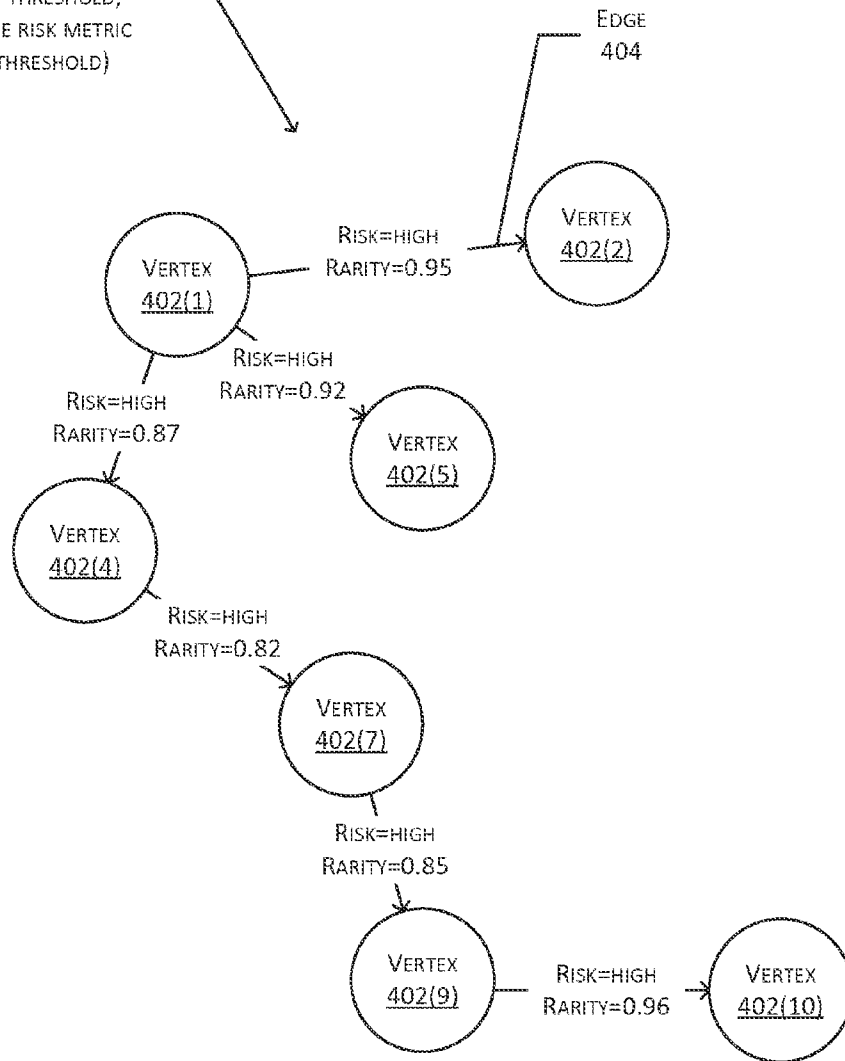 THRESHOLD,
RISK METRIC
THRESHOLD)
EDGE
404
VERTEX
402(2)
RISK=HIGH
RARITY=0.95
VERTEX
402(1)
RISK=HIGH
RARITY=0.92
RISK=HIGH
RARITY=0.87
VERTEX
402(5)
VERTEX
402(4)
RISK=HIGH
RARITY=0.82
VERTEX
402(7)
RISK=HIGH
RARITY=0.85
VERTEX
402(9)
RISK=HIGH
RARITY=0.96
VERTEX
402(10)